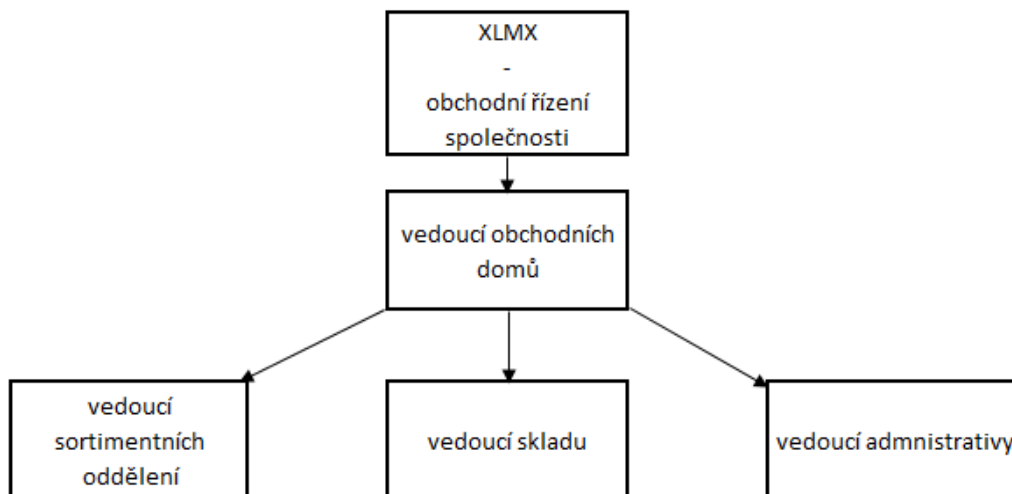 XLMX
-
obchodní řízení
společnosti
vedoucí obchodních
domů
vedoucí
sortimentních
oddělení
vedoucí skladu
vedoucí admnistrativy